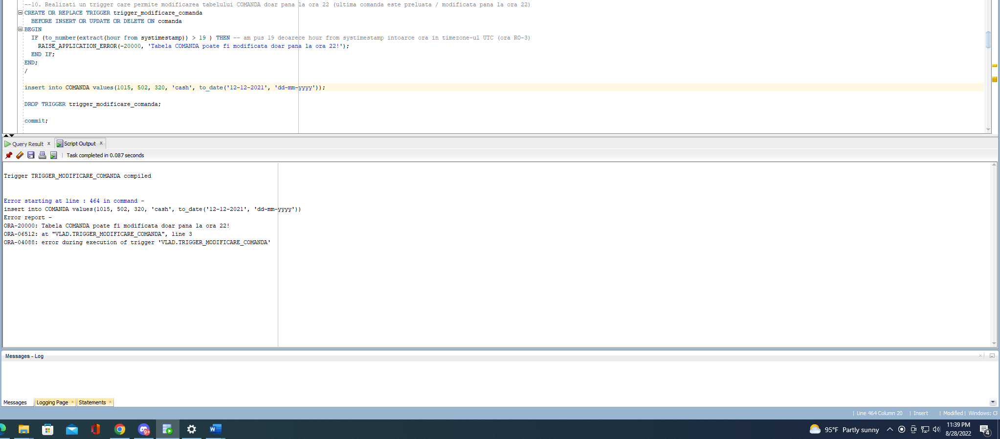 --10. Realizati un trigger care permite modificarea tabelului COMANDA doar pana la ora 22 (ultima comanda este preluata / modificata pana la ora 22)
CREATE OR REPLACE TRIGGER trigger_modificare_comanda
BEFORE INSERT OR UPDATE OR DELETE ON comanda
BEGIN
IF (to_number(extract(hour from systimestamp)) > 19 ) THEN -- am pus 19 deoarece hour from systimestamp intoarce ora in timezone-ul UTC (ora RO-3)
RAISE_APPLICATION_ERROR(-20000, 'Tabela COMANDA poate fi modificata doar pana la ora 22!');
END IF;
END;
/
insert into COMANDA values(1015, 502, 320, 'cash', to_date('12-12-2021', 'dd-mm-yyyy'));
DROP TRIGGER trigger_modificare_comanda;
commit;
Query Result x Script Output x
Task completed in 0.087 seconds
Trigger TRIGGER_MODIFICARE_COMANDA compiled
Error starting at line : 464 in command -
insert into COMANDA values(1015, 502, 320, 'cash', to_date('12-12-2021', 'dd-mm-yyyy'))
Error report -
ORA-20000: Tabela COMANDA poate fi modificata doar pana la ora 22!
ORA-06512: at "VLAD.TRIGGER_MODIFICARE_COMANDA", line 3
ORA-04088: error during execution of trigger 'VLAD.TRIGGER_MODIFICARE_COMANDA'
Messages - Log
Messages Logging Page x Statements x
| Line 464 Column 20 | Insert | Modified | Windows: CR
9+
W
95°F Partly sunny
11:39 PM
8/28/2022
4